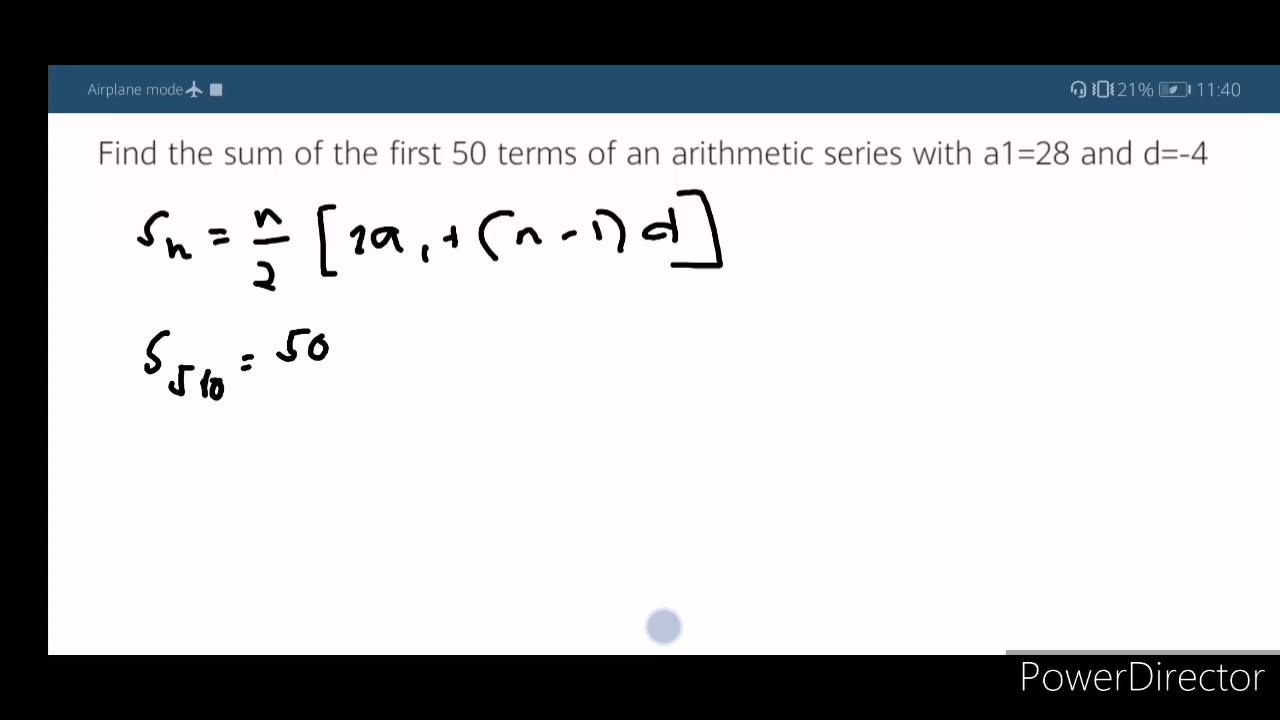 Airplane mode 21% 11:40
Find the sum of the first 50 terms of an arithmetic series with a1=28 and d=-4
Sn = n/2 [2a1 + (n - 1) d]
S50 = 50
PowerDirector